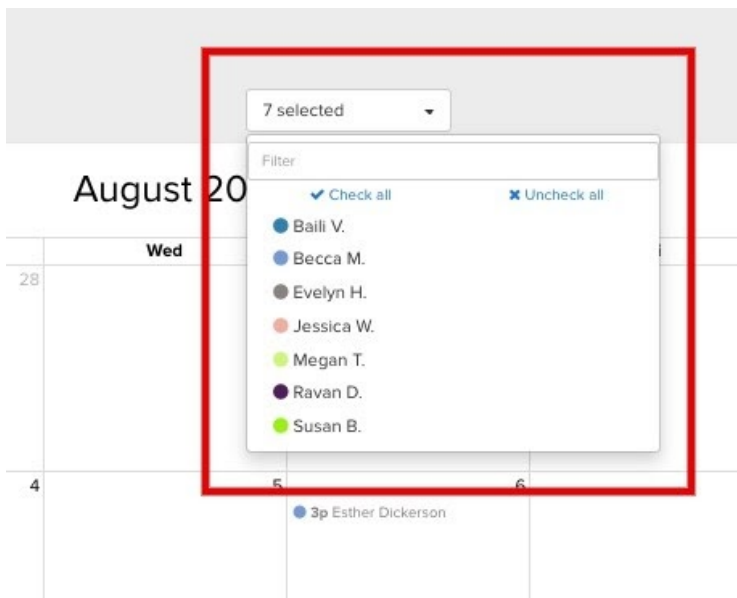 7 selected
Filter
August 20
Check all
Uncheck all
Baili V.
Wed
Becca M.
28
Evelyn H.
Jessica W.
Megan T.
Ravan D.
Susan B.
4
5
6
3p Esther Dickerson